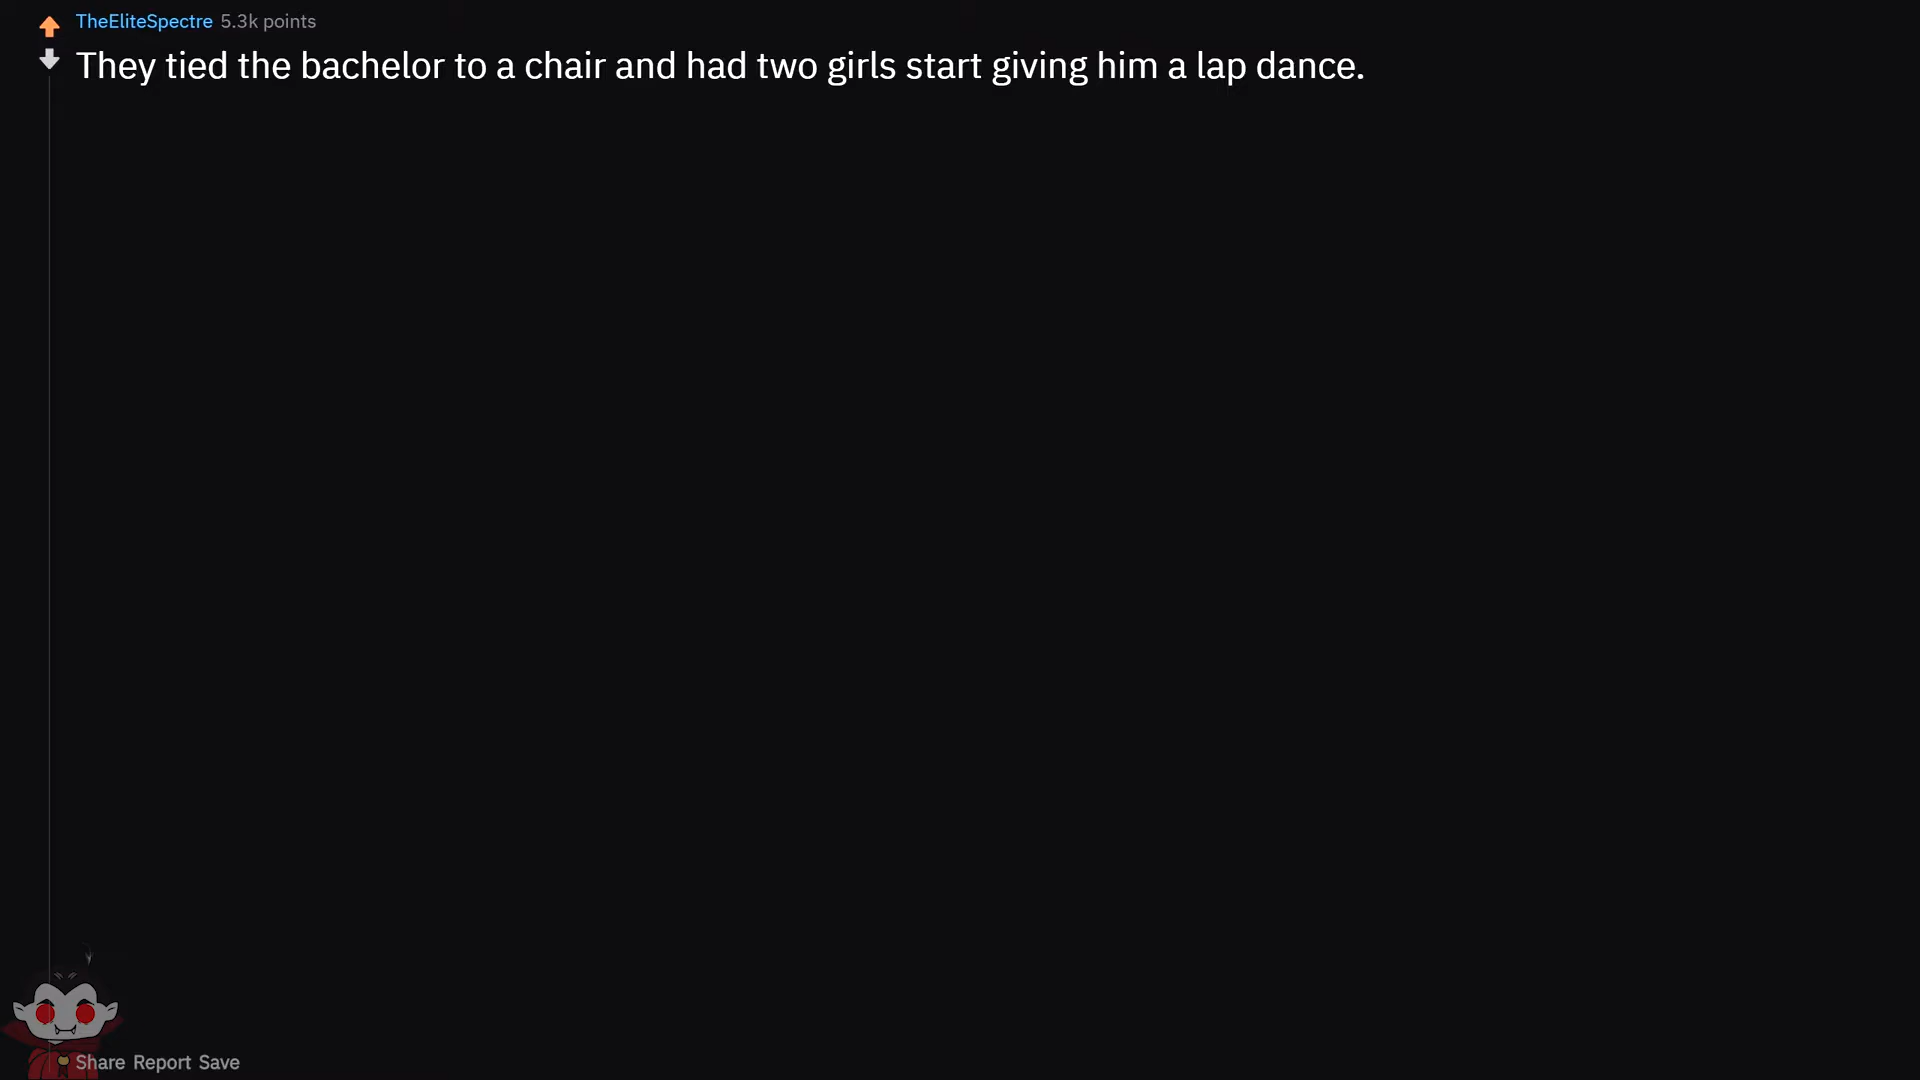 TheEliteSpectre 5.3k points
They tied the bachelor to a chair and had two girls start giving him a lap dance.
Share Report Save